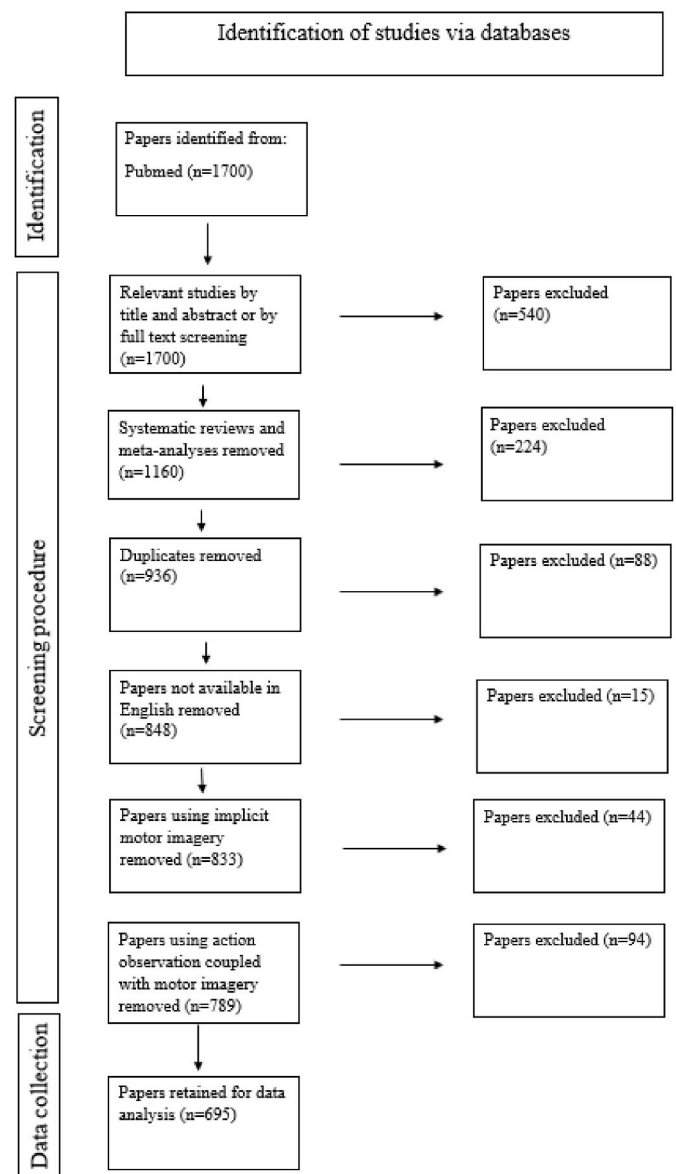 Identification of studies via databases
Identification
Papers identified from:
Pubmed (n=1700)
Screening procedure
Relevant studies by
title and abstract or by
full text screening
(n=1700)
Papers excluded
(n=540)
Systematic reviews and
meta-analyses removed
(n=1160)
Papers excluded
(n=224)
Duplicates removed
(n=936)
Papers excluded (n=88)
Papers not available in
English removed
(n=848)
Papers excluded (n=15)
Papers using implicit
motor imagery
removed (n=833)
Papers excluded (n=44)
Papers using action
observation coupled
with motor imagery
removed (n=789)
Papers excluded (n=94)
Data collection
Papers retained for data
analysis (n=695)